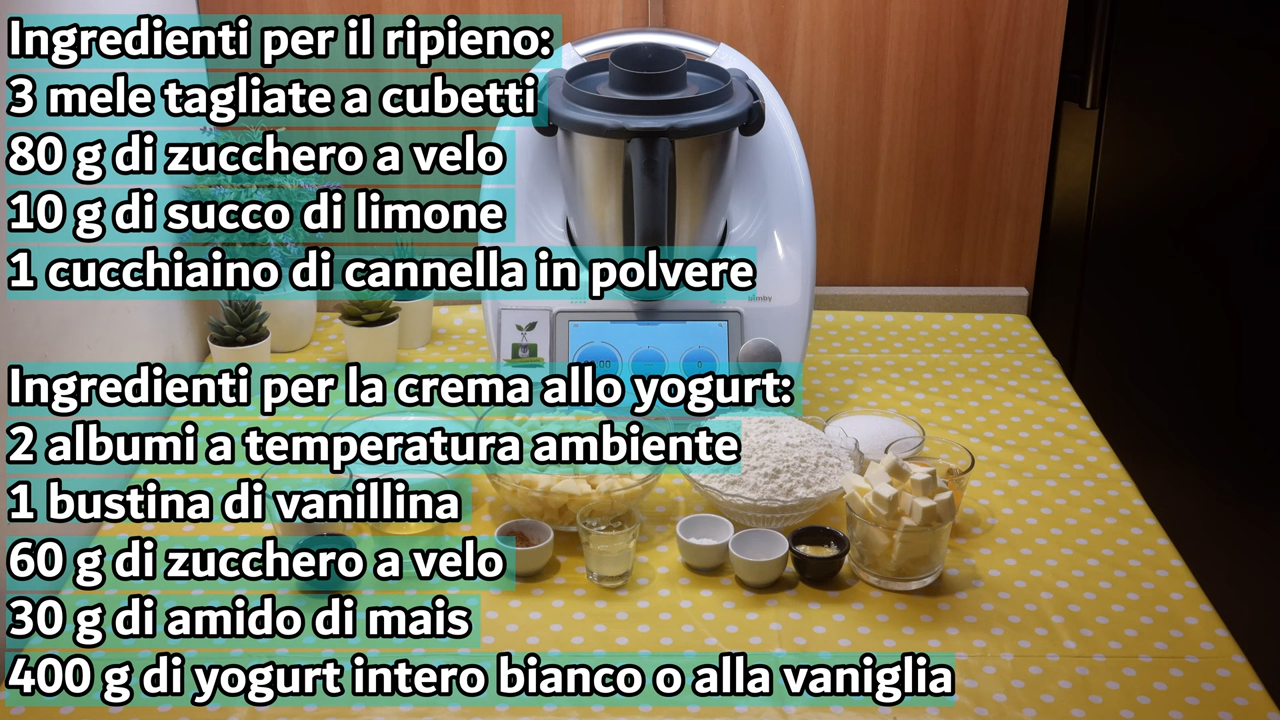 Ingredienti per il ripieno:
3 mele tagliate a cubetti
80 g di zucchero a velo
10 g di succo di limone
1 cucchiaino di cannella in polvere
bimby
Ingredienti per la crema allo yogurt:
2 albumi a temperatura ambiente
1 bustina di vanillina
60 g di zucchero a velo
30 g di amido di mais
400 g di yogurt intero bianco o alla vaniglia